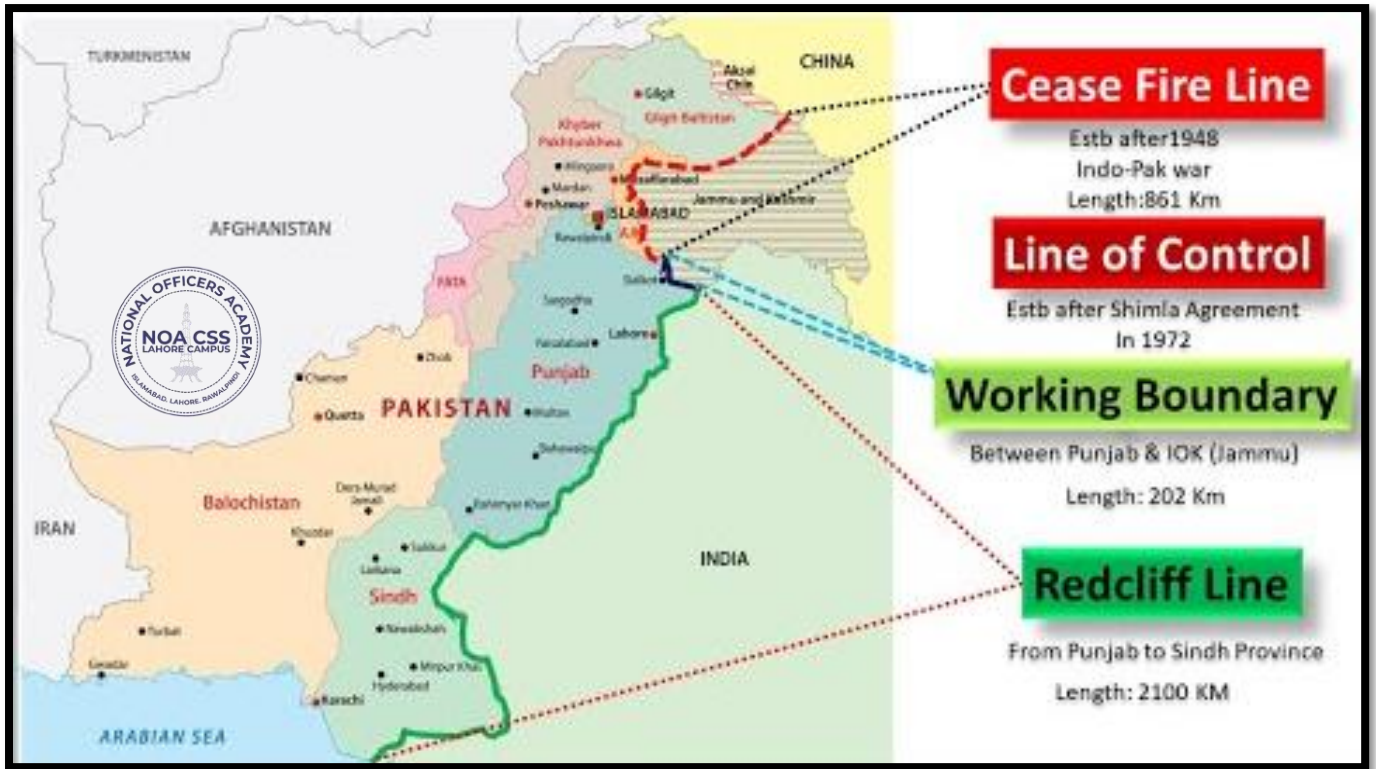 TURKMENISTAN
CHINA
Aksai
Chin
Gilgit
Gilgit Baltistan
Khyber
Pakhtunkhwa
Mingaora
Mardan
Peshawar
Muzaffarabad
Jammu and Kashmir
ISLAMABAD
Rawalpindi
AFGHANISTAN
FATA
Sialkot
Sargodha
Lahore
Faisalabad
Punjab
Zhob
Chaman
Quetta
PAKISTAN
Multan
Bahawalpur
Rahimyar Khan
Balochistan
Dera Murad
Jamali
Khuzdar
IRAN
Sukkur
Larkana
Sindh
INDIA
Turbat
Nawabshah
Mirpur Khas
Hyderabad
Gwadar
Karachi
ARABIAN SEA
NATIONAL OFFICERS ACADEMY
NOA CSS
LAHORE CAMPUS
ISLAMABAD, LAHORE, RAWALPINDI
Cease Fire Line
Estb after1948
Indo-Pak war
Length:861 Km
Line of Control
Estb after Shimla Agreement
In 1972
Working Boundary
Between Punjab & IOK (Jammu)
Length: 202 Km
Redcliff Line
From Punjab to Sindh Province
Length: 2100 KM